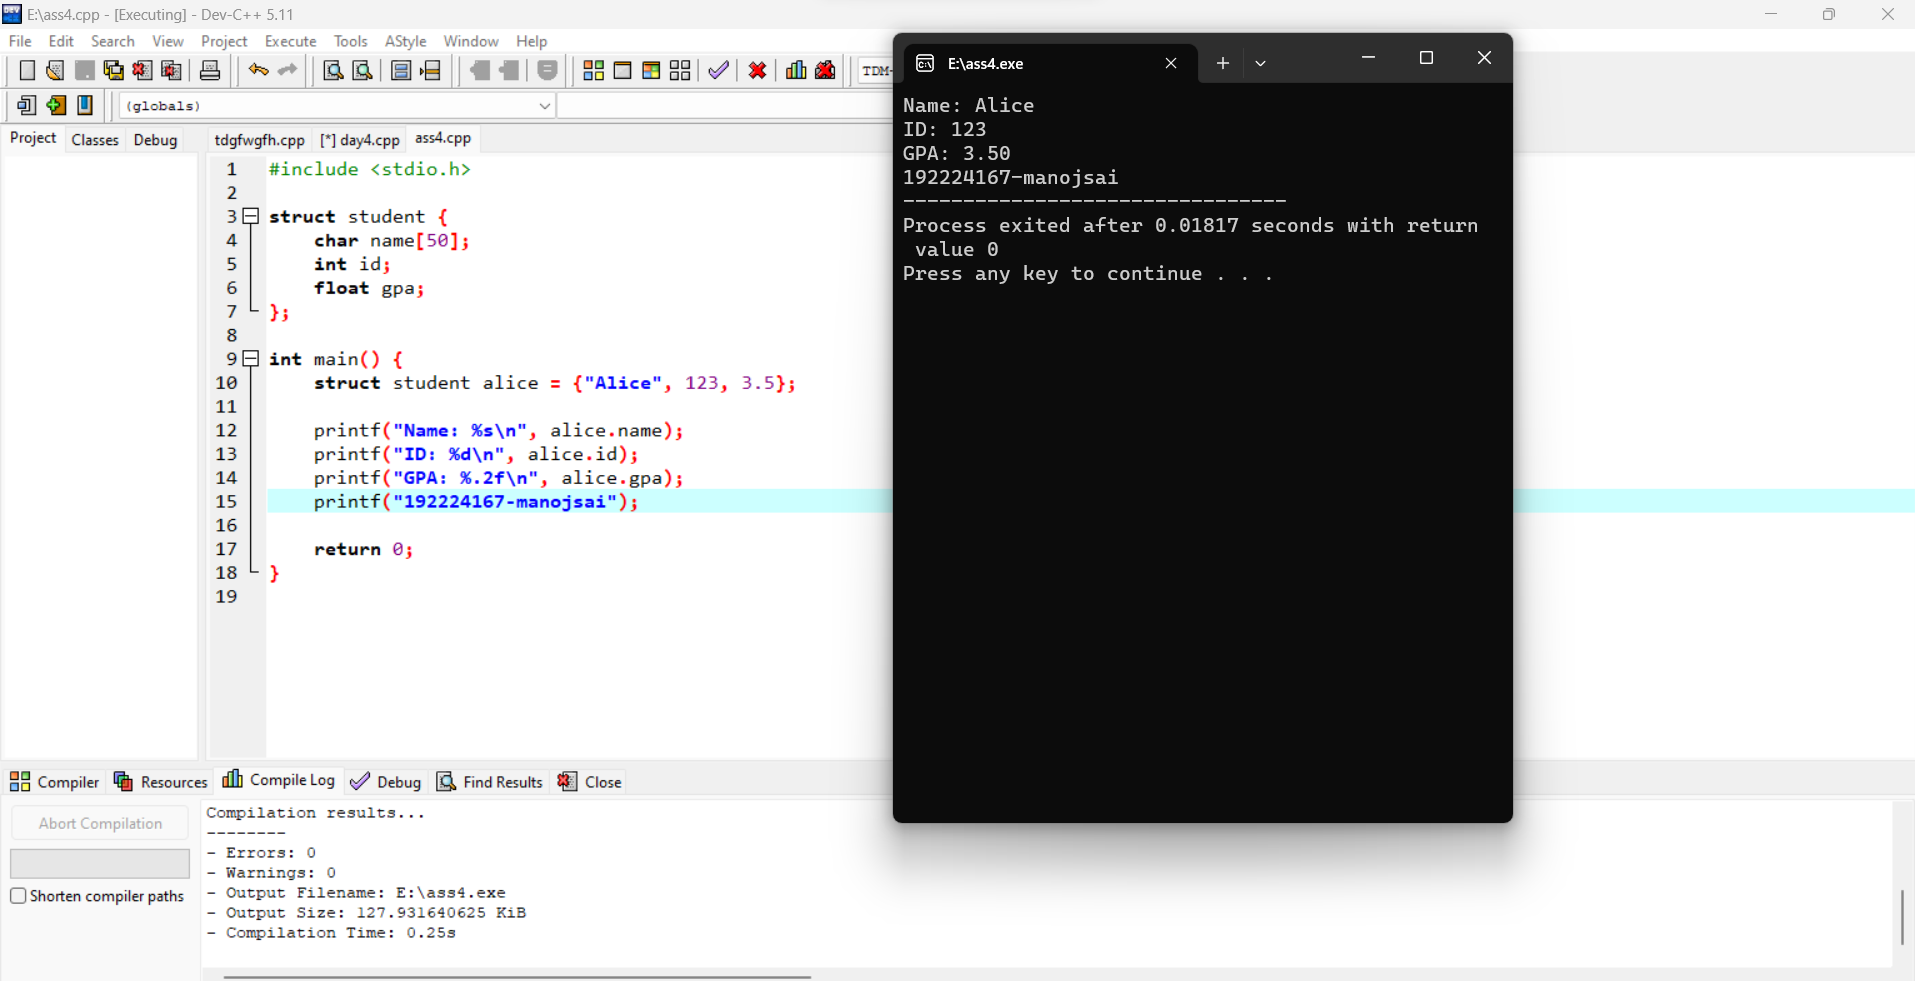 E:\ass4.cpp - [Executing] - Dev-C++ 5.11
File Edit Search View Project Execute Tools AStyle Window Help
TDM-
(globals)
Project Classes Debug
tdgfwgfh.cpp [*] day4.cpp ass4.cpp
1 #include <stdio.h>
2
3 struct student {
4 char name[50];
5 int id;
6 float gpa;
7 };
8
9 int main() {
10 struct student alice = {"Alice", 123, 3.5};
11
12 printf("Name: %s\n", alice.name);
13 printf("ID: %d\n", alice.id);
14 printf("GPA: %.2f\n", alice.gpa);
15 printf("192224167-manojsai");
16
17 return 0;
18 }
19
E:\ass4.exe
Name: Alice
ID: 123
GPA: 3.50
192224167-manojsai
--------------------------------
Process exited after 0.01817 seconds with return
value 0
Press any key to continue . . .
Compiler Resources Compile Log Debug Find Results Close
Abort Compilation
Shorten compiler paths
Compilation results...
--------
- Errors: 0
- Warnings: 0
- Output Filename: E:\ass4.exe
- Output Size: 127.931640625 KiB
- Compilation Time: 0.25s